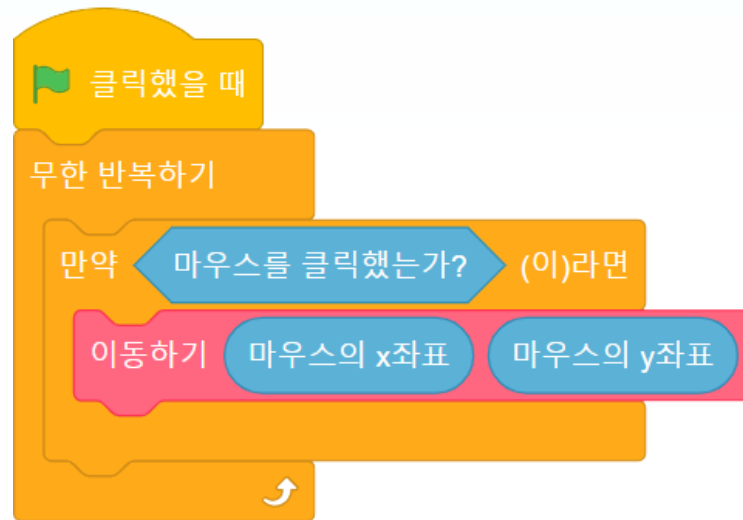 클릭했을 때
무한 반복하기
만약 마우스를 클릭했는가? (이)라면
이동하기 마우스의 x좌표 마우스의 y좌표